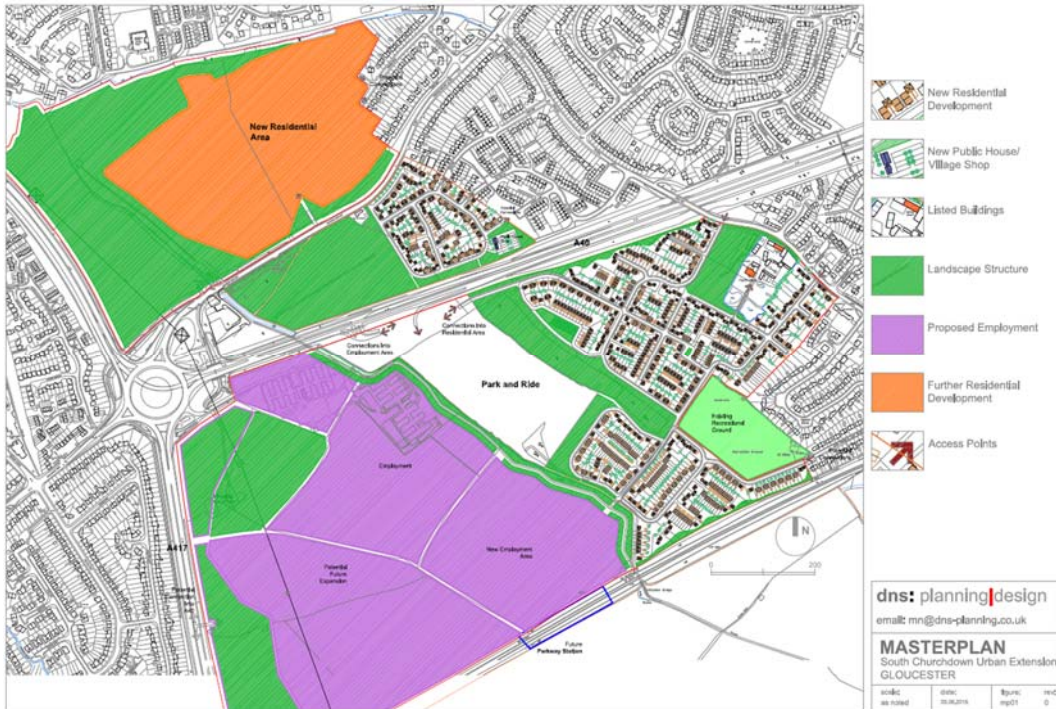 New Residential
Area
A40
Connections Into
Employment Area
Connections Into
Residential Area
Park and Ride
Existing
Recreational
Ground
Employment
New Employment
Area
Potential
Future
Expansion
A417
Future
Parkway Station
N
0
200
New Residential
Development
New Public House/
Village Shop
Listed Buildings
Landscape Structure
Proposed Employment
Further Residential
Development
Access Points
dns: planning|design
email: mn@dns-planning.co.uk
MASTERPLAN
South Churchdown Urban Extension
GLOUCESTER
scale: date: figure:
as noted mp01 0